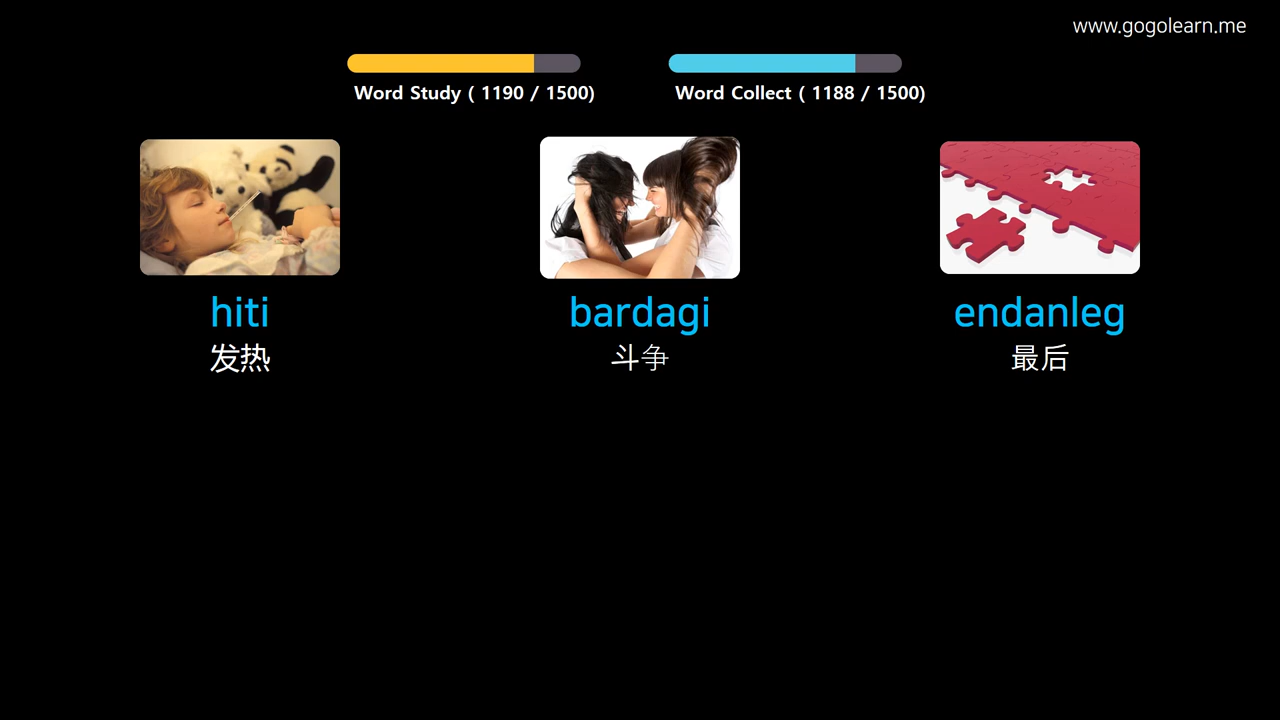 www.gogolearn.me
Word Study ( 1190 / 1500)
Word Collect ( 1188 / 1500)
hiti
发热
bardagi
斗争
endanleg
最后